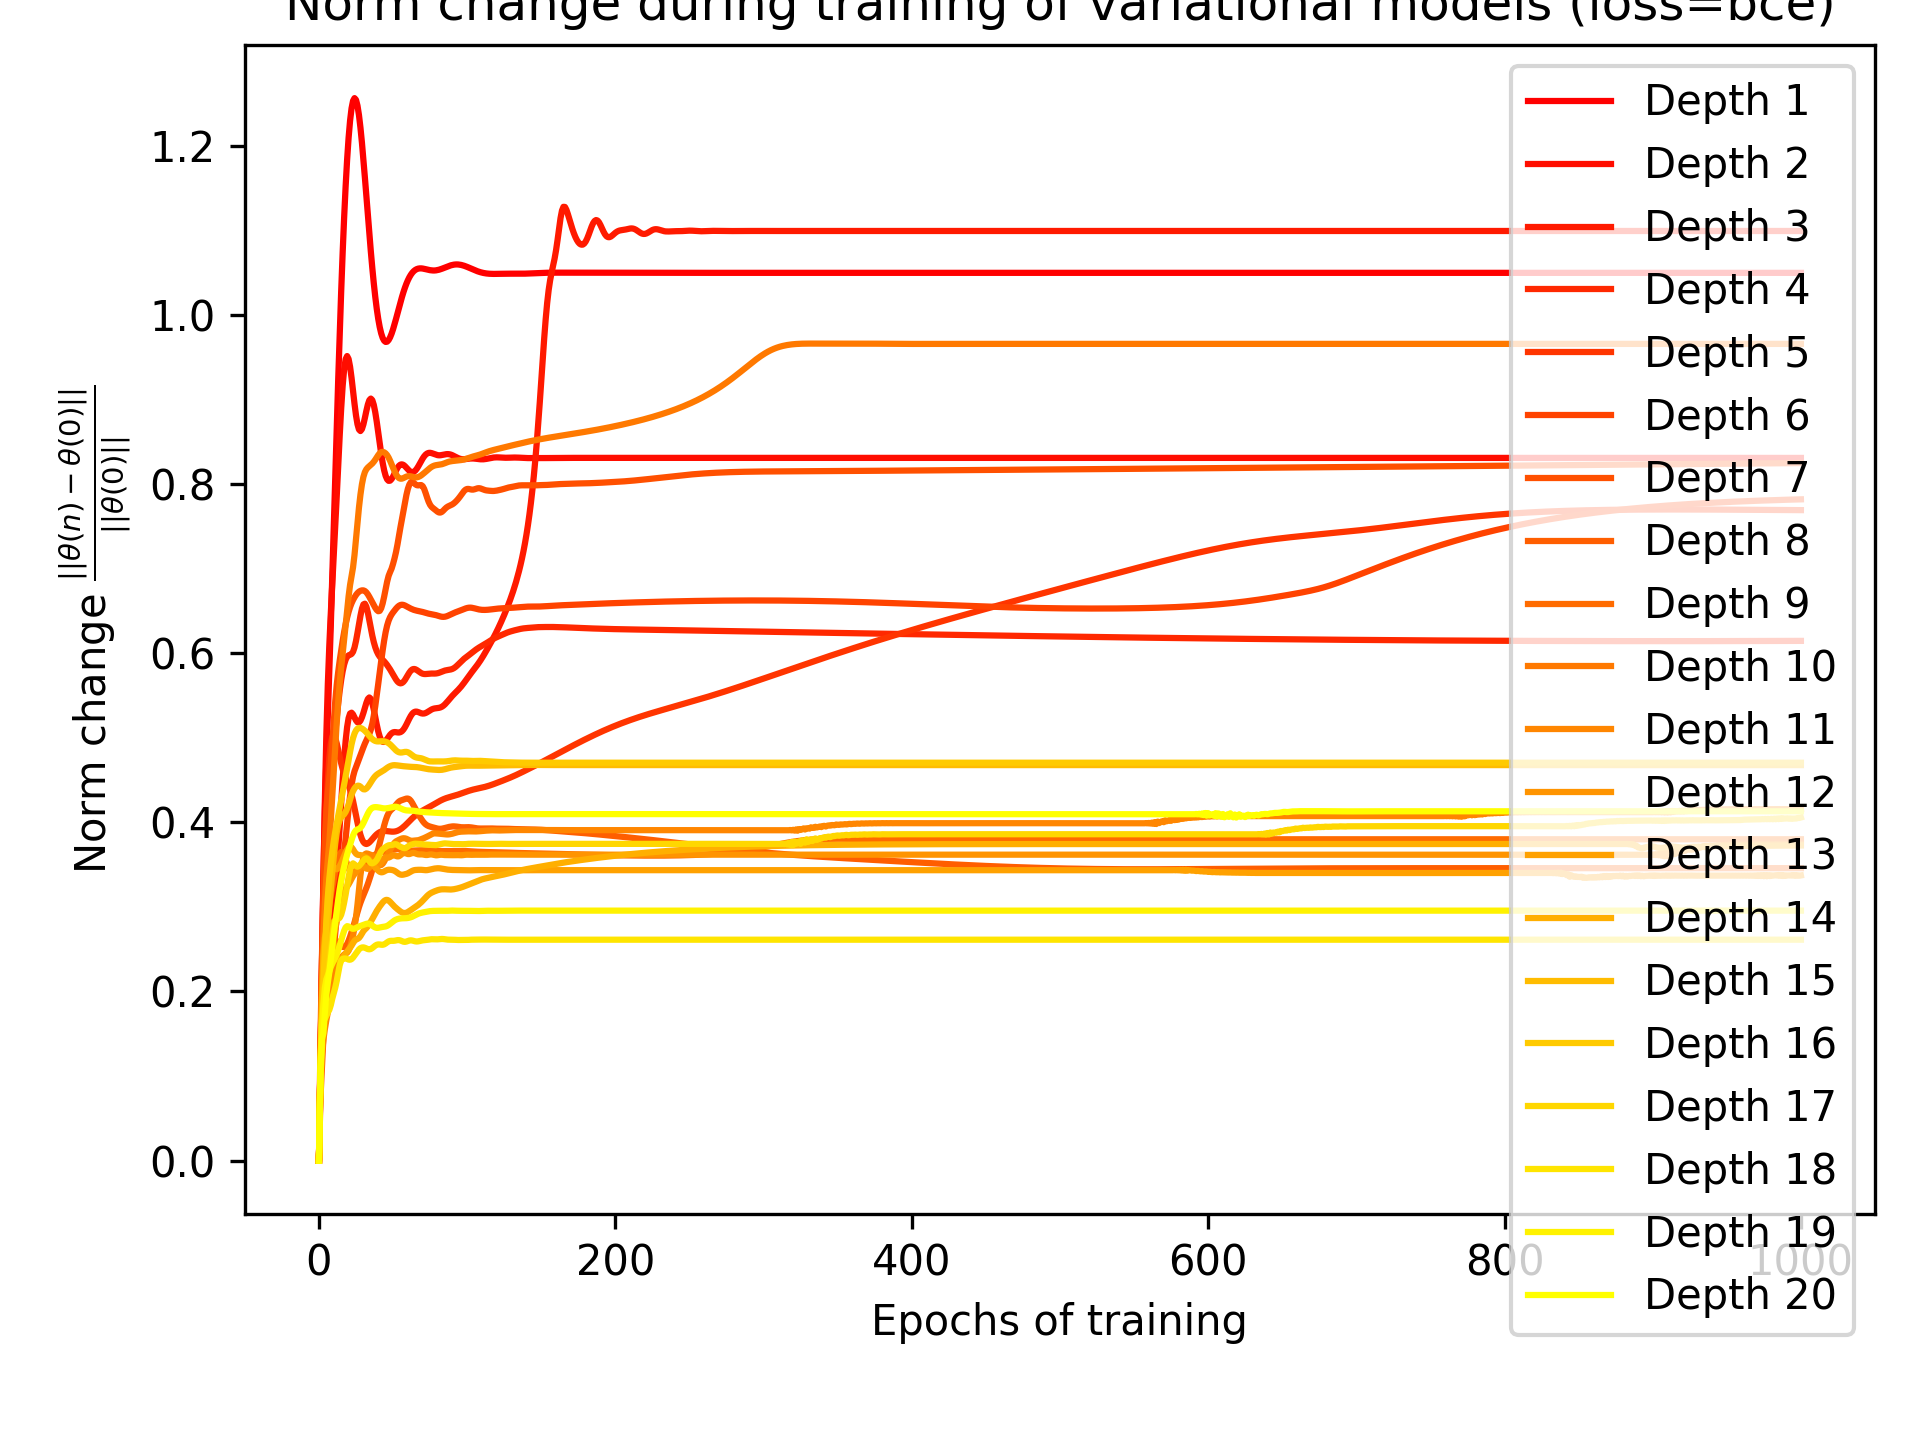 Norm change during training of variational models (loss=bce)
Norm change ||θ(n) − θ(0)|| / ||θ(0)||
1.2
1.0
0.8
0.6
0.4
0.2
0.0
0 200 400 600 800 1000
Epochs of training
Depth 1
Depth 2
Depth 3
Depth 4
Depth 5
Depth 6
Depth 7
Depth 8
Depth 9
Depth 10
Depth 11
Depth 12
Depth 13
Depth 14
Depth 15
Depth 16
Depth 17
Depth 18
Depth 19
Depth 20